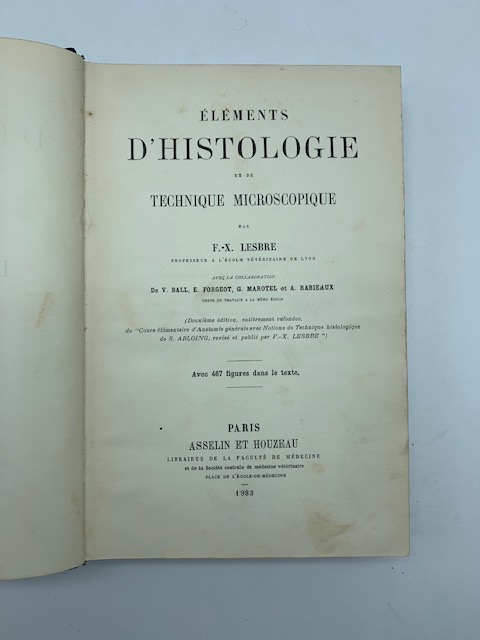 ÉLÉMENTS
D'HISTOLOGIE
ET DE
TECHNIQUE MICROSCOPIQUE
PAR
F.-X. LESBRE
PROFESSEUR A L'ÉCOLE VÉTÉRINAIRE DE LYON
AVEC LA COLLABORATION
De V. BALL, E. FORGEOT, G. MAROTEL et A. RABIEAUX
CHEFS DE TRAVAUX A LA MÊME ÉCOLE
(Deuxième édition, entièrement refondue,
du "Cours élémentaire d'Anatomie générale avec Notions de Technique histologique
de S. ARLOING, revisé et publié par F.-X. LESBRE")
Avec 467 figures dans le texte.
PARIS
ASSELIN ET HOUZEAU
LIBRAIRES DE LA FACULTÉ DE MÉDECINE
et de la Société centrale de médecine vétérinaire
PLACE DE L'ÉCOLE-DE-MÉDECINE
1903